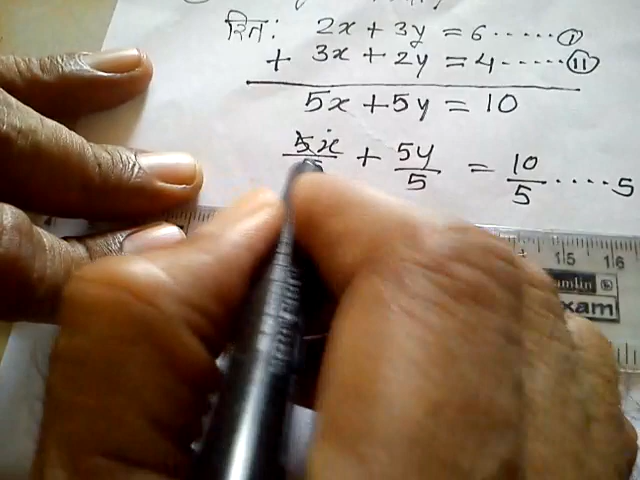 रित: 2x + 3y = 6 ..... (I)
+ 3x + 2y = 4 ..... (II)
5x + 5y = 10
5x/5 + 5y/5 = 10/5 .... 5
15 16
exam